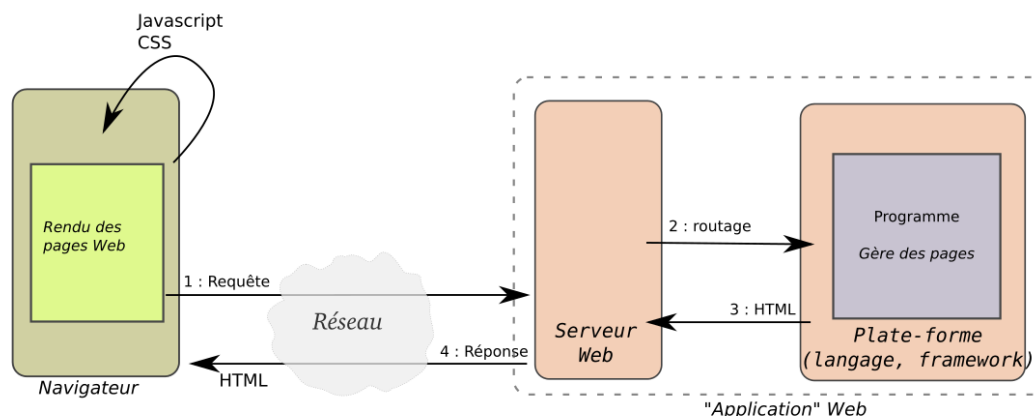 Javascript
CSS
Rendu des
pages Web
Navigateur
1 : Requête
Réseau
4 : Réponse
HTML
Serveur
Web
2 : routage
3 : HTML
Programme
Gère des pages
Plate-forme
(langage, framework)
"Application" Web